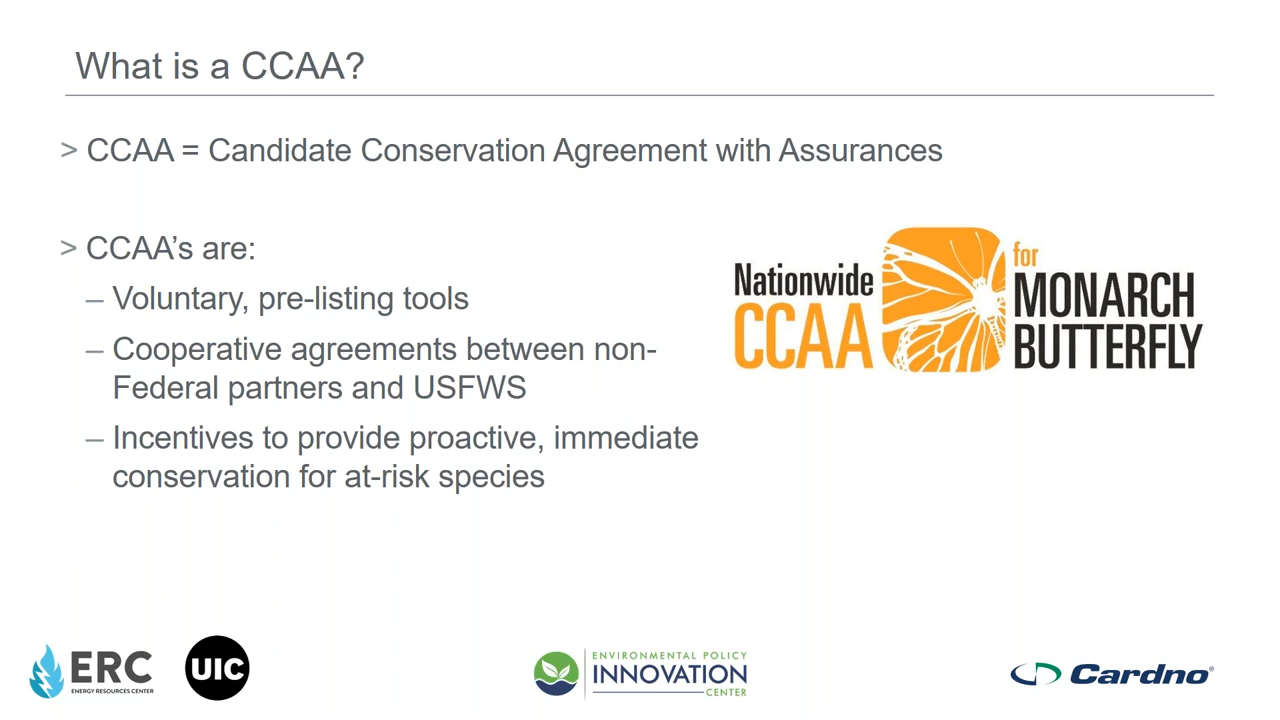 What is a CCAA?
> CCAA = Candidate Conservation Agreement with Assurances
> CCAA’s are:
– Voluntary, pre-listing tools
– Cooperative agreements between non-
Federal partners and USFWS
– Incentives to provide proactive, immediate
conservation for at-risk species
Nationwide
CCAA
for
MONARCH
BUTTERFLY
ERC
ENERGY RESOURCES CENTER
UIC
ENVIRONMENTAL POLICY
INNOVATION
CENTER
Cardno®